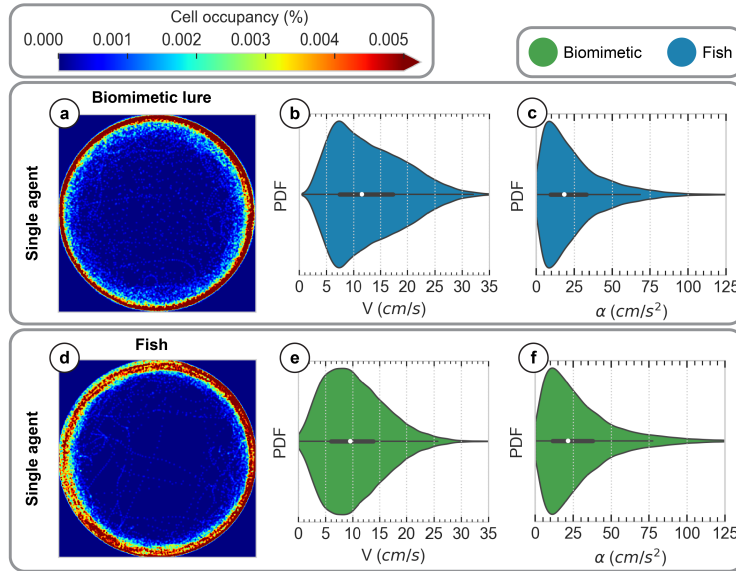 Cell occupancy (%)
0.000 0.001 0.002 0.003 0.004 0.005
Biomimetic Fish
Biomimetic lure
a b c
Single agent
PDF
PDF
0 5 10 15 20 25 30 35
V (cm/s)
0 25 50 75 100 125
α (cm/s²)
Fish
d e f
Single agent
PDF
PDF
0 5 10 15 20 25 30 35
V (cm/s)
0 25 50 75 100 125
α (cm/s²)